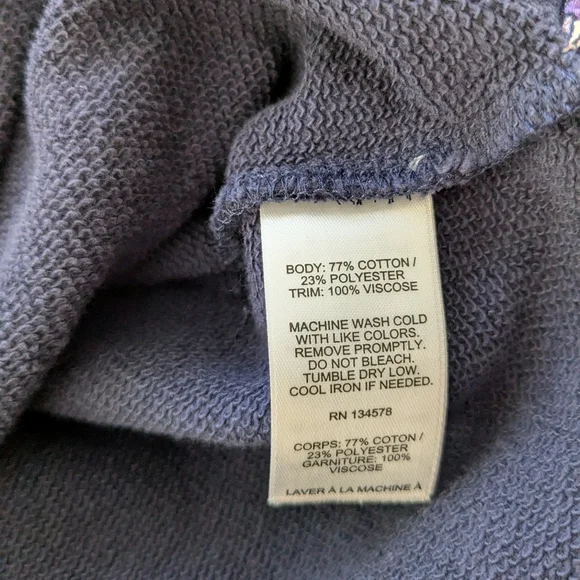 BODY: 77% COTTON /
23% POLYESTER
TRIM: 100% VISCOSE
MACHINE WASH COLD
WITH LIKE COLORS.
REMOVE PROMPTLY.
DO NOT BLEACH.
TUMBLE DRY LOW.
COOL IRON IF NEEDED.
RN 134578
CORPS: 77% COTON /
23% POLYESTER
GARNITURE: 100%
VISCOSE
LAVER À LA MACHINE À